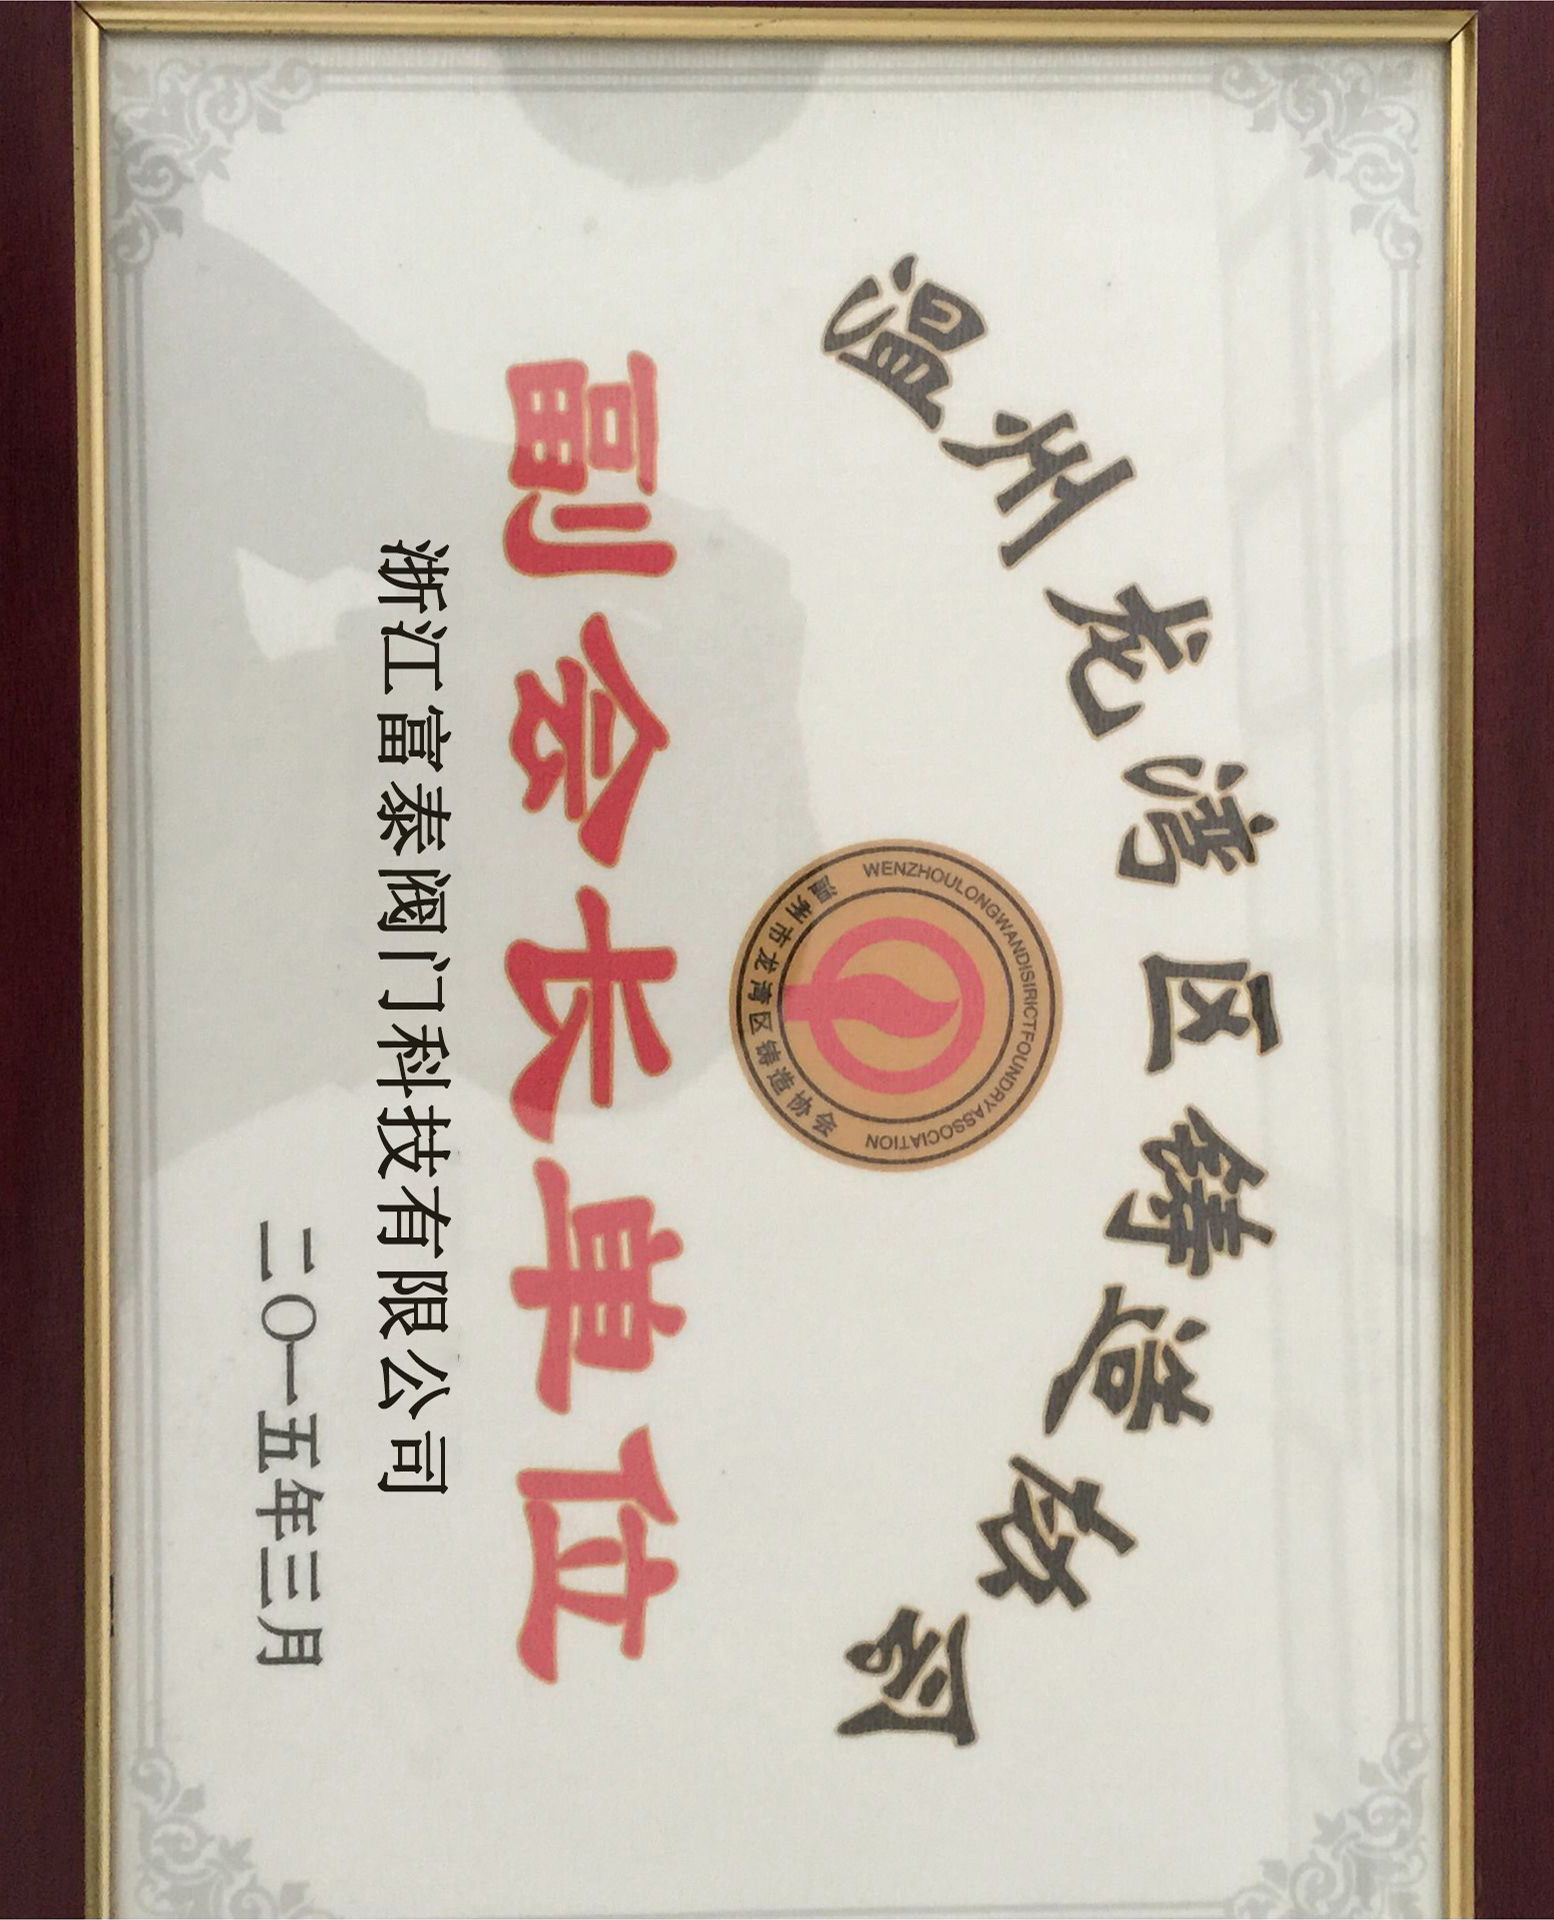 温州龙湾区铸造
WENZHOULONGWANDISIRICTFOUNDRYASSOCIATION
温州市龙湾区铸造协会
副会长单位
浙江富泰阀门科技有限公司
二〇一五年三月